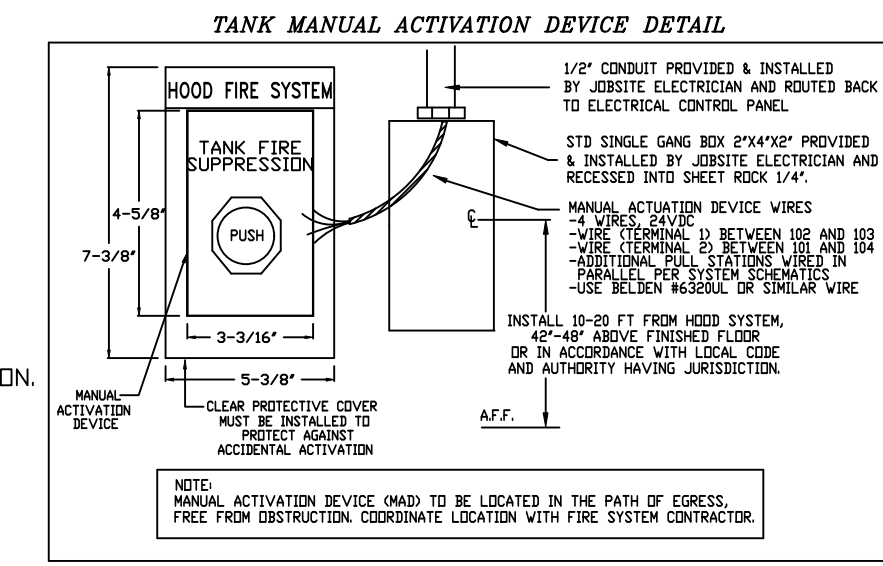 TANK MANUAL ACTIVATION DEVICE DETAIL
HOOD FIRE SYSTEM
TANK FIRE
SUPPRESSION
PUSH
4-5/8"
7-3/8"
3-3/16"
5-3/8"
ON.
MANUAL
ACTIVATION
DEVICE
CLEAR PROTECTIVE COVER
MUST BE INSTALLED TO
PROTECT AGAINST
ACCIDENTAL ACTIVATION
1/2" CONDUIT PROVIDED & INSTALLED
BY JOBSITE ELECTRICIAN AND ROUTED BACK
TO ELECTRICAL CONTROL PANEL
STD SINGLE GANG BOX 2"X4"X2" PROVIDED
& INSTALLED BY JOBSITE ELECTRICIAN AND
RECESSED INTO SHEET ROCK 1/4".
MANUAL ACTUATION DEVICE WIRES
-4 WIRES, 24VDC
-WIRE (TERMINAL 1) BETWEEN 102 AND 103
-WIRE (TERMINAL 2) BETWEEN 101 AND 104
-ADDITIONAL PULL STATIONS WIRED IN
PARALLEL PER SYSTEM SCHEMATICS
-USE BELDEN #6320UL OR SIMILAR WIRE
℄
INSTALL 10-20 FT FROM HOOD SYSTEM,
42"-48" ABOVE FINISHED FLOOR
OR IN ACCORDANCE WITH LOCAL CODE
AND AUTHORITY HAVING JURISDICTION.
A.F.F.
NOTE:
MANUAL ACTIVATION DEVICE (MAD) TO BE LOCATED IN THE PATH OF EGRESS,
FREE FROM OBSTRUCTION. COORDINATE LOCATION WITH FIRE SYSTEM CONTRACTOR.